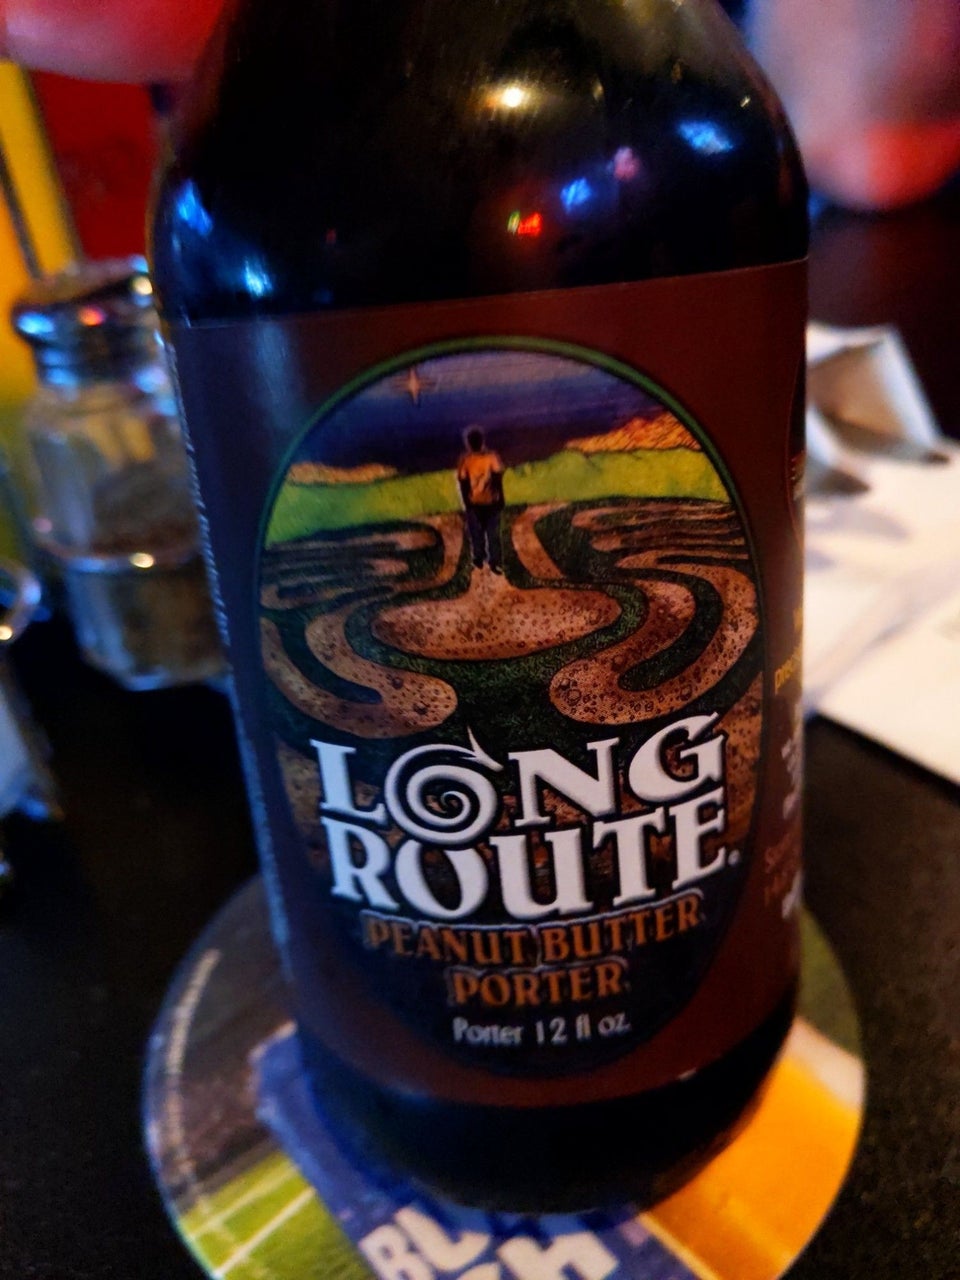 LONG
ROUTE®
PEANUT BUTTER
PORTER
Porter 12 fl oz.